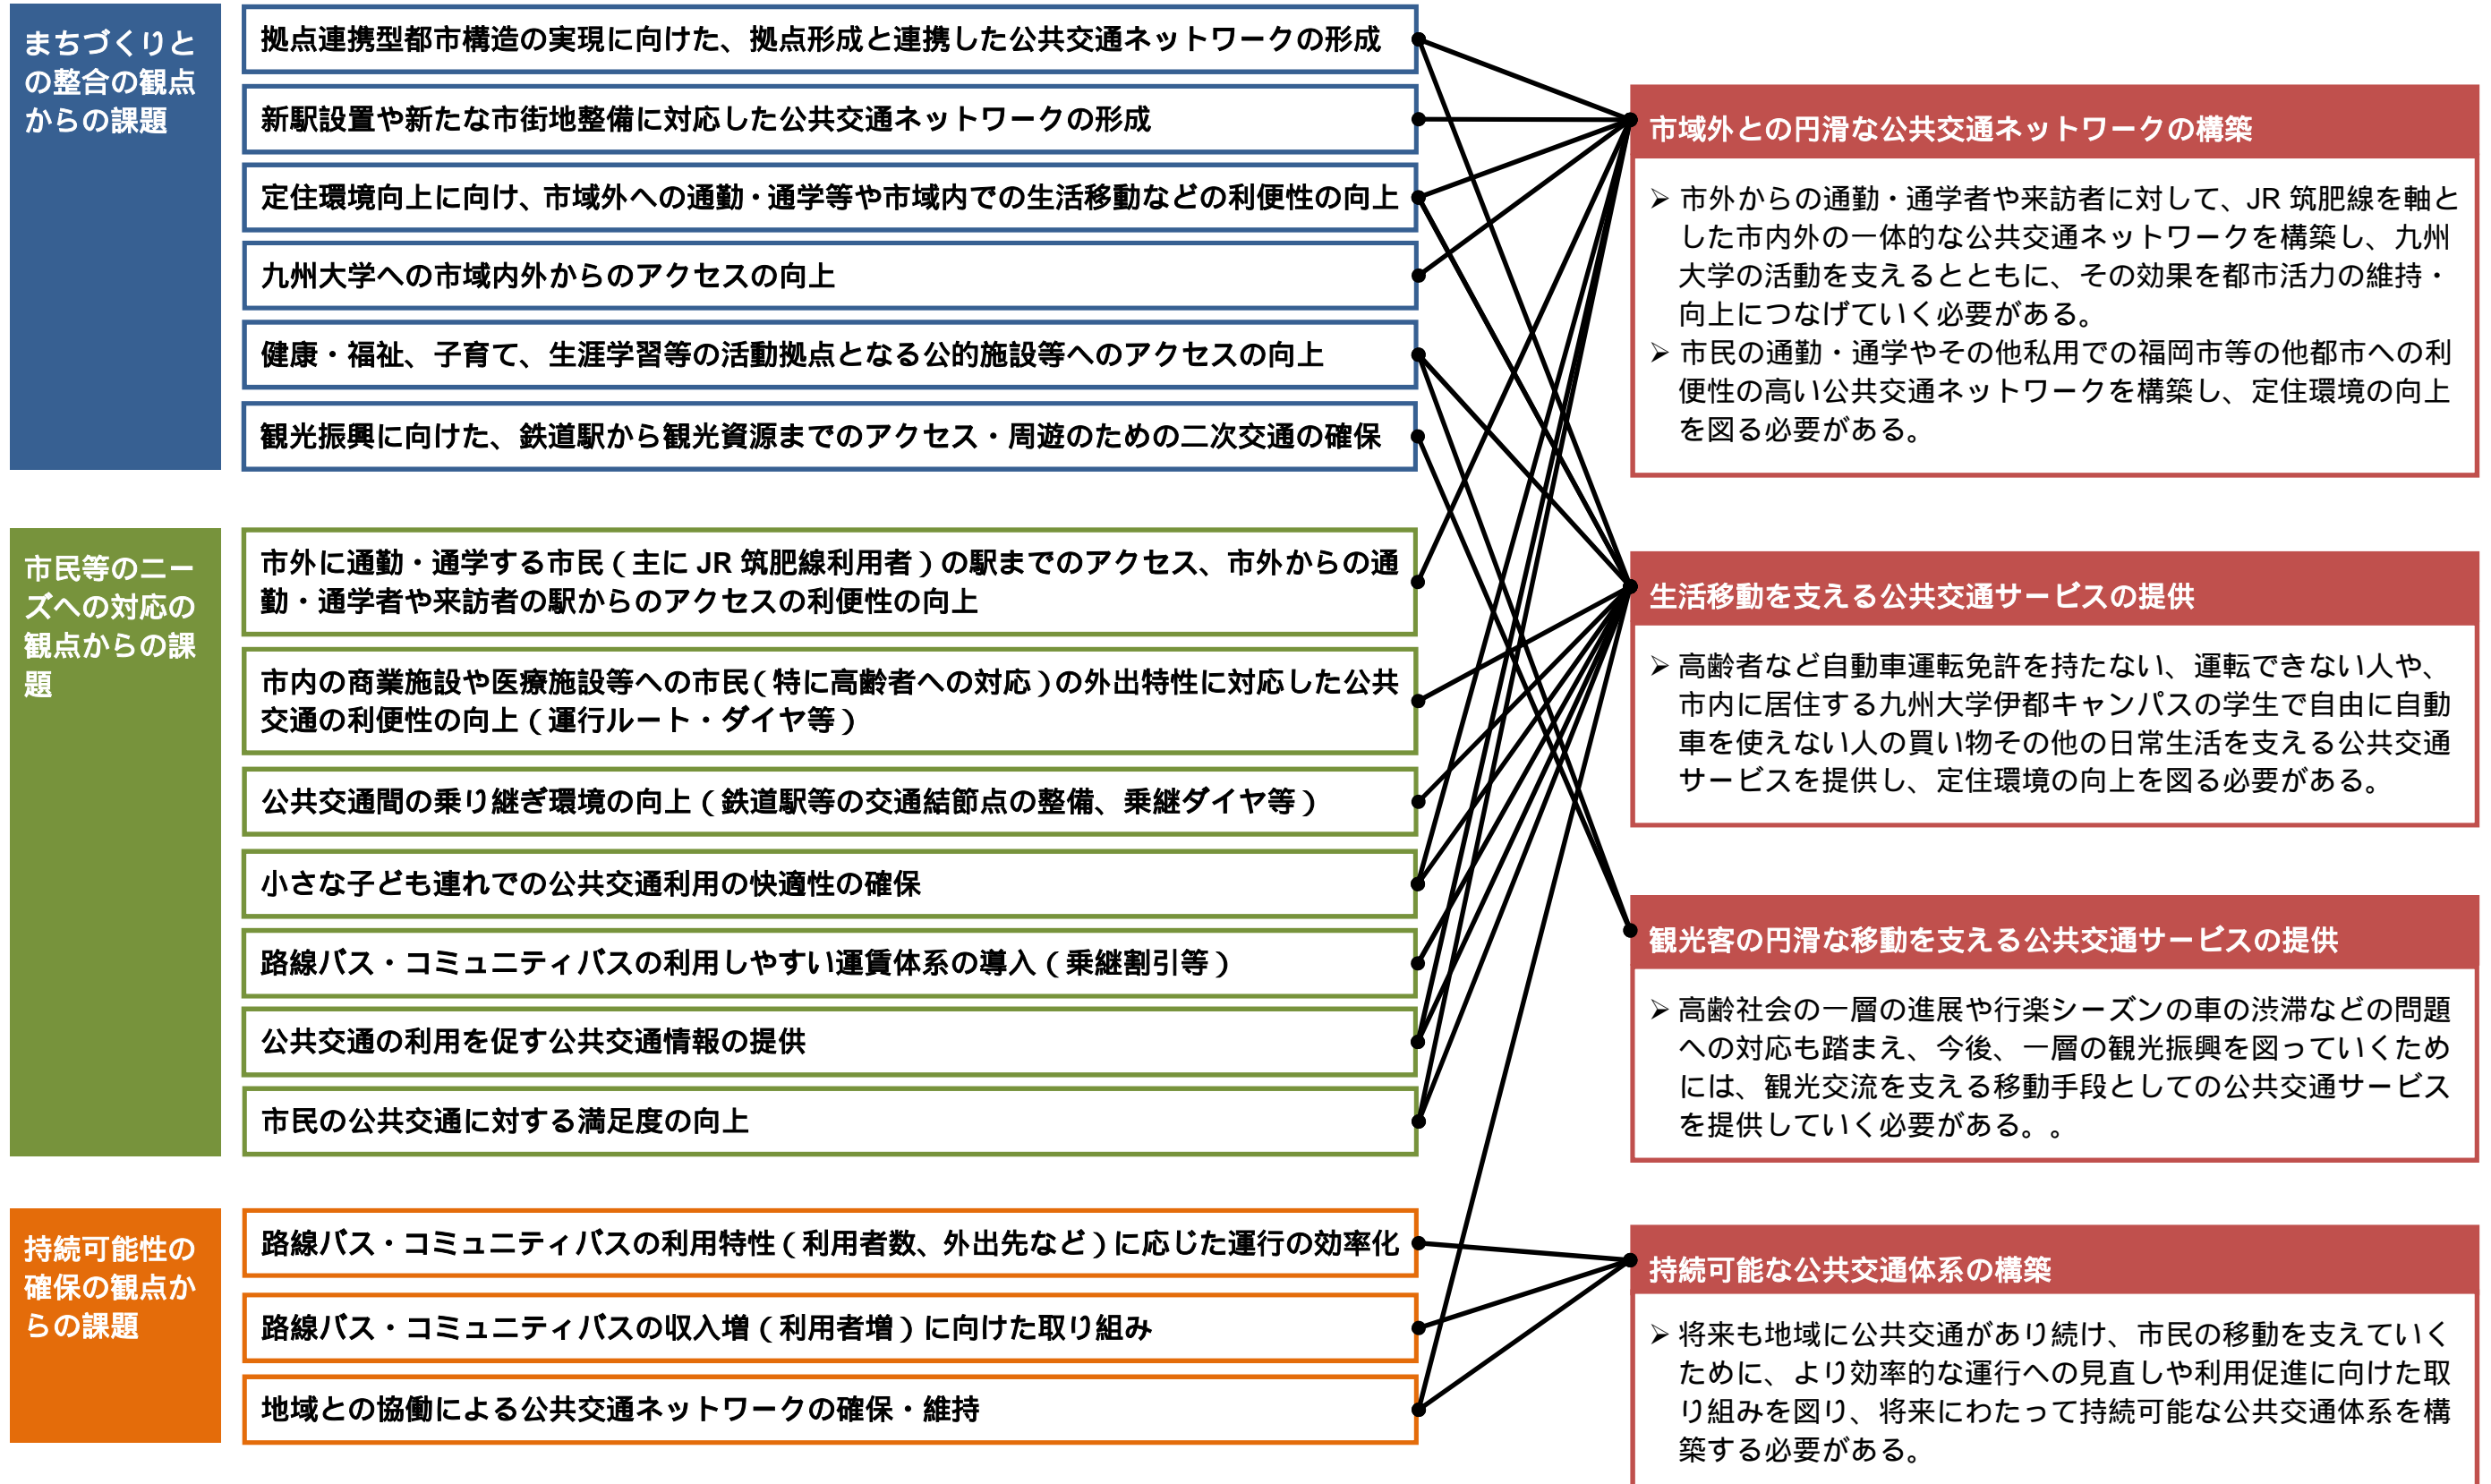 まちづくりと
の整合の観点
からの課題
拠点連携型都市構造の実現に向けた、拠点形成と連携した公共交通ネットワークの形成
新駅設置や新たな市街地整備に対応した公共交通ネットワークの形成
定住環境向上に向け、市域外への通勤・通学等や市域内での生活移動などの利便性の向上
九州大学への市域内外からのアクセスの向上
健康・福祉、子育て、生涯学習等の活動拠点となる公的施設等へのアクセスの向上
観光振興に向けた、鉄道駅から観光資源までのアクセス・周遊のための二次交通の確保
市民等のニー
ズへの対応の
観点からの課
題
市外に通勤・通学する市民（主に JR 筑肥線利用者）の駅までのアクセス、市外からの通
勤・通学者や来訪者の駅からのアクセスの利便性の向上
市内の商業施設や医療施設等への市民（特に高齢者への対応）の外出特性に対応した公共
交通の利便性の向上（運行ルート・ダイヤ等）
公共交通間の乗り継ぎ環境の向上（鉄道駅等の交通結節点の整備、乗継ダイヤ等）
小さな子ども連れでの公共交通利用の快適性の確保
路線バス・コミュニティバスの利用しやすい運賃体系の導入（乗継割引等）
公共交通の利用を促す公共交通情報の提供
市民の公共交通に対する満足度の向上
持続可能性の
確保の観点か
らの課題
路線バス・コミュニティバスの利用特性（利用者数、外出先など）に応じた運行の効率化
路線バス・コミュニティバスの収入増（利用者増）に向けた取り組み
地域との協働による公共交通ネットワークの確保・維持
市域外との円滑な公共交通ネットワークの構築
➢ 市外からの通勤・通学者や来訪者に対して、JR 筑肥線を軸と
した市内外の一体的な公共交通ネットワークを構築し、九州
大学の活動を支えるとともに、その効果を都市活力の維持・
向上につなげていく必要がある。
➢ 市民の通勤・通学やその他私用での福岡市等の他都市への利
便性の高い公共交通ネットワークを構築し、定住環境の向上
を図る必要がある。
生活移動を支える公共交通サービスの提供
➢ 高齢者など自動車運転免許を持たない、運転できない人や、
市内に居住する九州大学伊都キャンパスの学生で自由に自動
車を使えない人の買い物その他の日常生活を支える公共交通
サービスを提供し、定住環境の向上を図る必要がある。
観光客の円滑な移動を支える公共交通サービスの提供
➢ 高齢社会の一層の進展や行楽シーズンの車の渋滞などの問題
への対応も踏まえ、今後、一層の観光振興を図っていくため
には、観光交流を支える移動手段としての公共交通サービス
を提供していく必要がある。。
持続可能な公共交通体系の構築
➢ 将来も地域に公共交通があり続け、市民の移動を支えていく
ために、より効率的な運行への見直しや利用促進に向けた取
り組みを図り、将来にわたって持続可能な公共交通体系を構
築する必要がある。